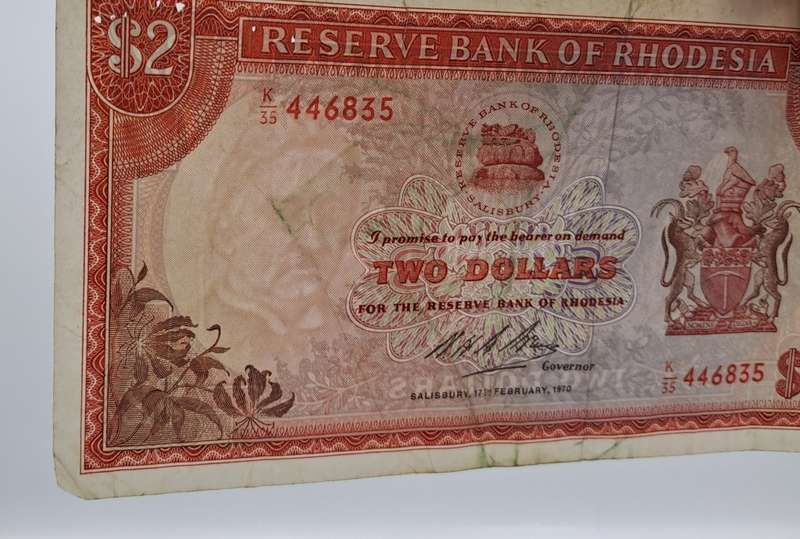 $2
RESERVE BANK OF RHODESIA
K/35 446835
RESERVE BANK OF RHODESIA
SALISBURY
I promise to pay the bearer on demand
TWO DOLLARS
FOR THE RESERVE BANK OF RHODESIA
Governor
SALISBURY, 17TH FEBRUARY, 1970
K/35 446835